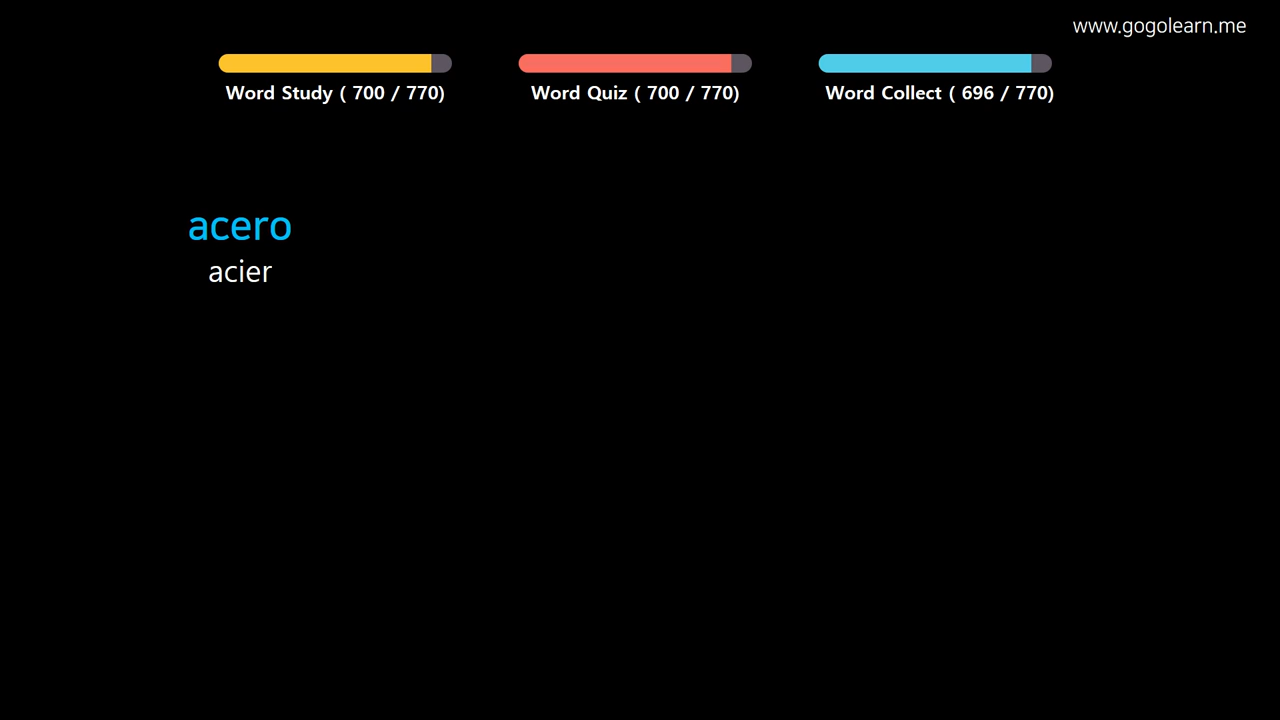 www.gogolearn.me
Word Study ( 700 / 770)
Word Quiz ( 700 / 770)
Word Collect ( 696 / 770)
acero
acier